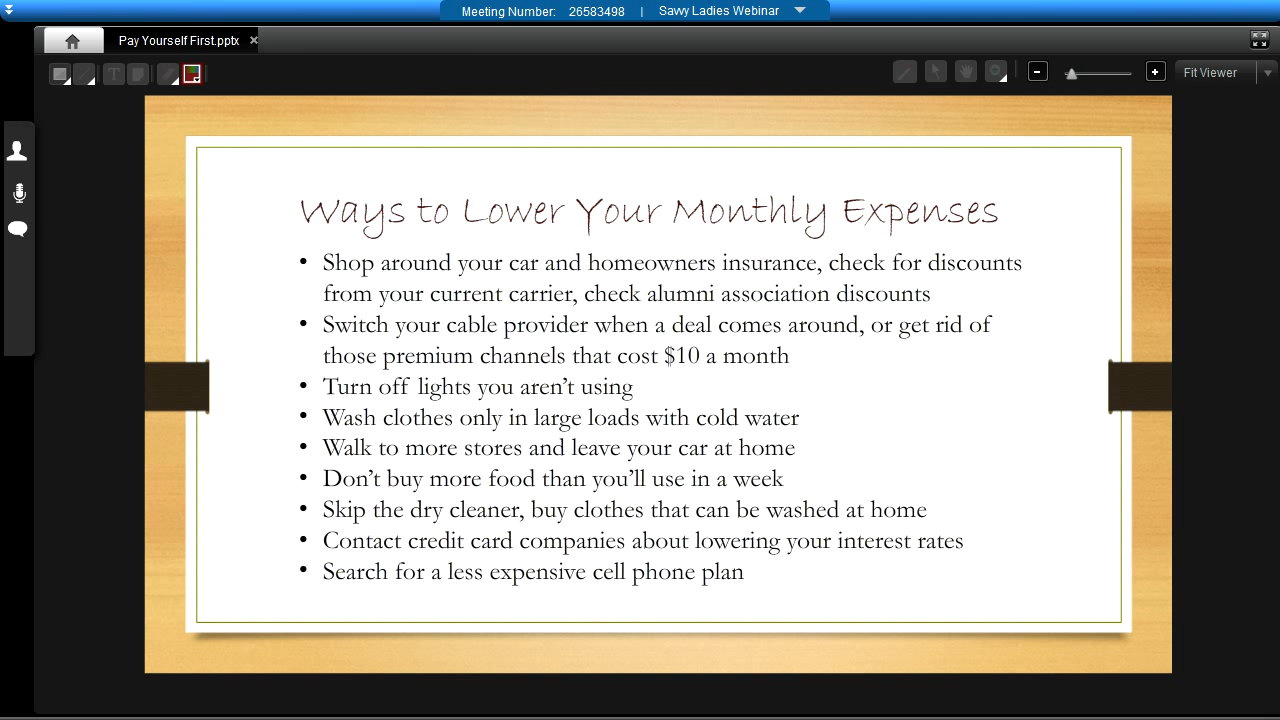 Meeting Number: 26583498 | Savvy Ladies Webinar
Pay Yourself First.pptx
T
Fit Viewer
Ways to Lower Your Monthly Expenses
• Shop around your car and homeowners insurance, check for discounts
from your current carrier, check alumni association discounts
• Switch your cable provider when a deal comes around, or get rid of
those premium channels that cost $10 a month
• Turn off lights you aren't using
• Wash clothes only in large loads with cold water
• Walk to more stores and leave your car at home
• Don't buy more food than you'll use in a week
• Skip the dry cleaner, buy clothes that can be washed at home
• Contact credit card companies about lowering your interest rates
• Search for a less expensive cell phone plan